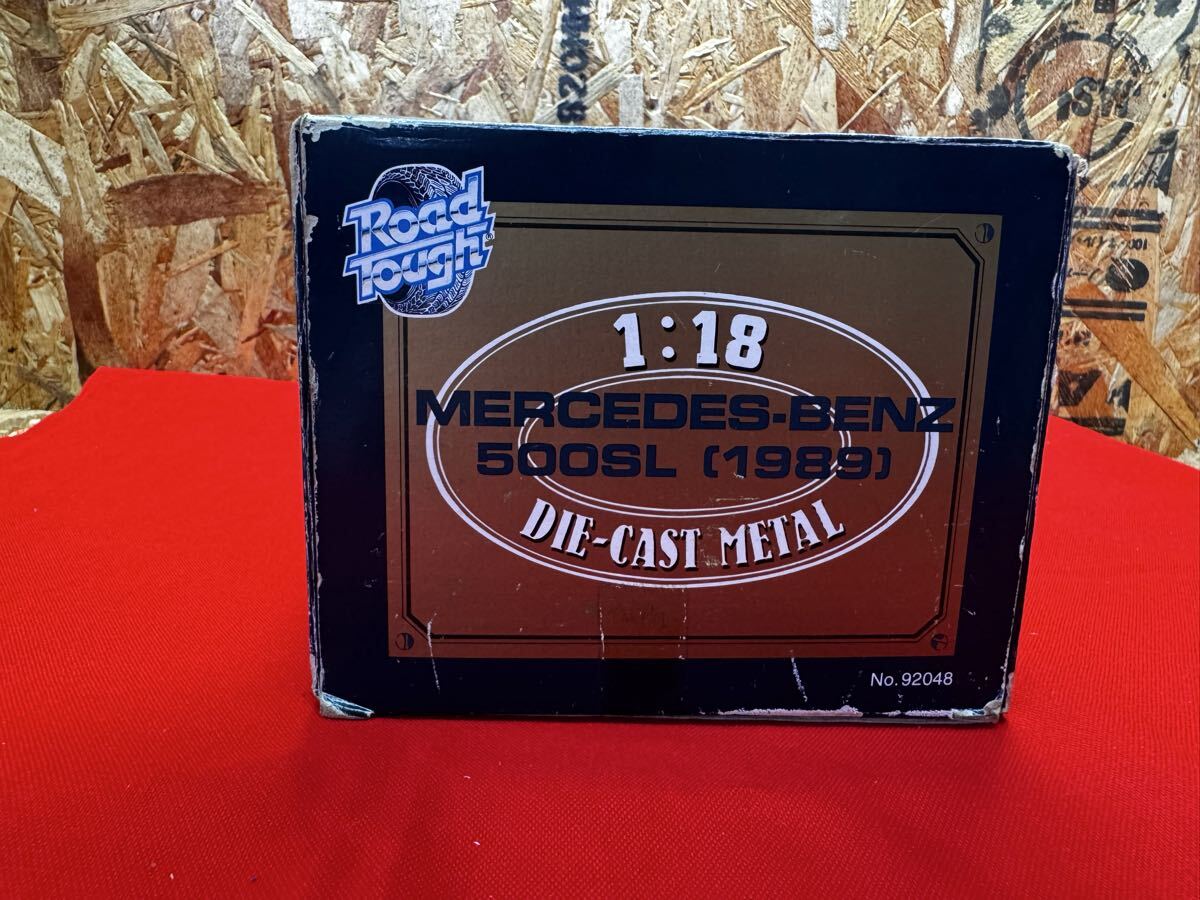 Road
Tough
1:18
MERCEDES-BENZ
500SL (1989)
DIE-CAST METAL
No. 92048